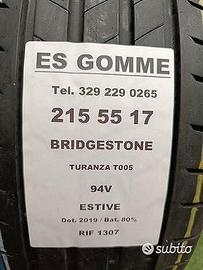 ES GOMME
Tel. 329 229 0265
215 55 17
BRIDGESTONE
TURANZA T005
94V
ESTIVE
Dot. 2019 / Bat. 80%
RIF 1307
subito